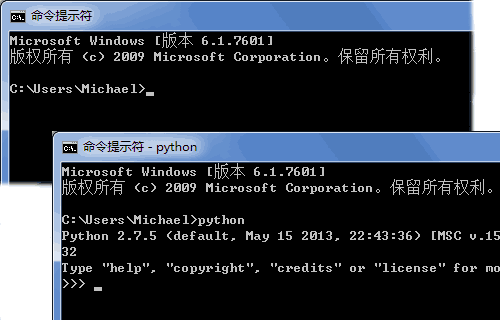 命令提示符
Microsoft Windows [版本 6.1.7601]
版权所有 (c) 2009 Microsoft Corporation。保留所有权利。
C:\Users\Michael>_
命令提示符 - python
Microsoft Windows [版本 6.1.7601]
版权所有 (c) 2009 Microsoft Corporation。保留所有权利。
C:\Users\Michael>python
Python 2.7.5 (default, May 15 2013, 22:43:36) [MSC v.15
32
Type "help", "copyright", "credits" or "license" for mo
>>> _